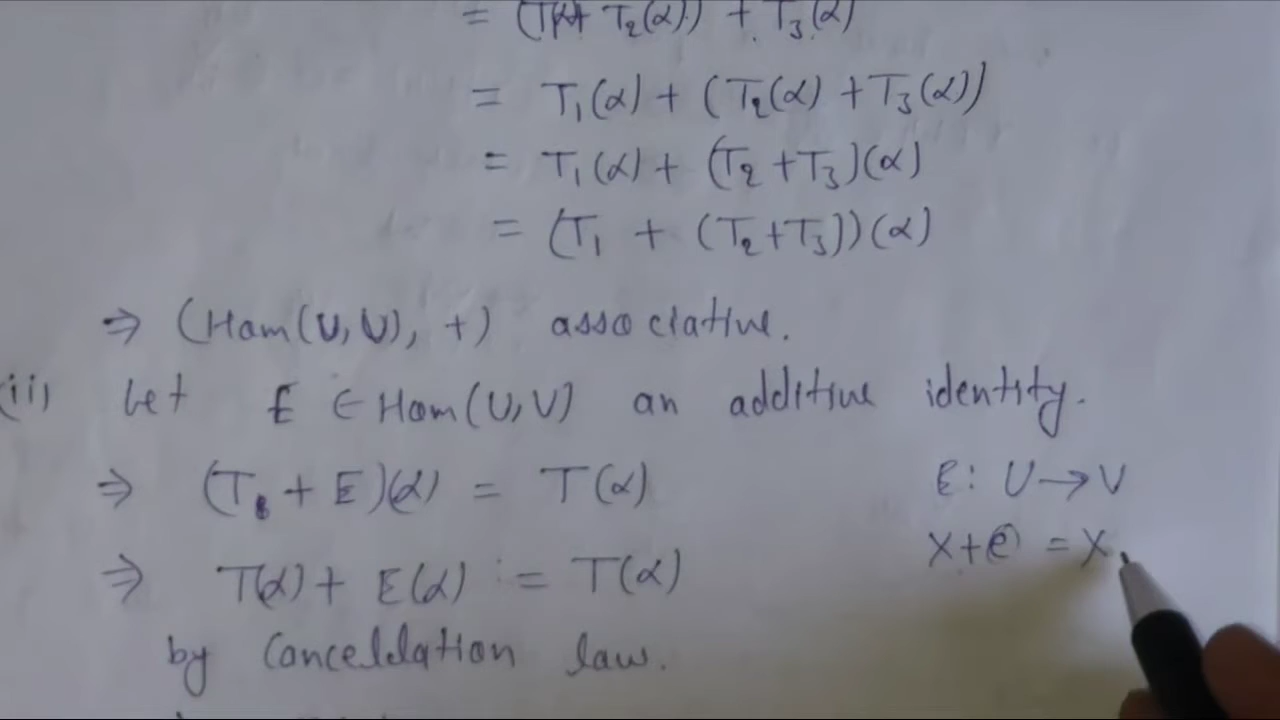 = (T₁ + T₂(α)) + T₃(α)
= T₁(α) + (T₂(α) + T₃(α))
= T₁(α) + (T₂ + T₃)(α)
= (T₁ + (T₂+T₃))(α)
⇒ (Hom(U,V), +) associative.
(ii) Let E ∈ Hom(U,V) an additive identity.
⇒ (T + E)(α) = T(α)
E: U → V
x+e = x
⇒ T(α) + E(α) = T(α)
by Cancelldation law.